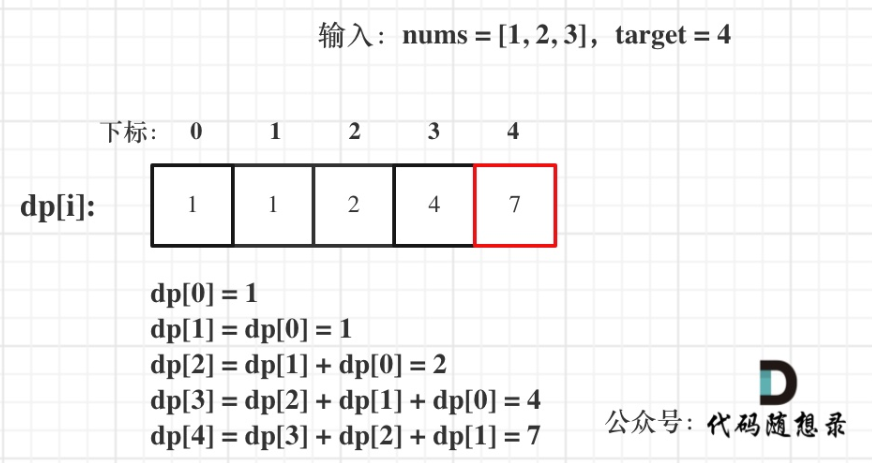 输入：nums = [1, 2, 3]，target = 4
下标： 0 1 2 3 4
dp[i]: 1 1 2 4 7
dp[0] = 1
dp[1] = dp[0] = 1
dp[2] = dp[1] + dp[0] = 2
dp[3] = dp[2] + dp[1] + dp[0] = 4
dp[4] = dp[3] + dp[2] + dp[1] = 7
公众号：代码随想录